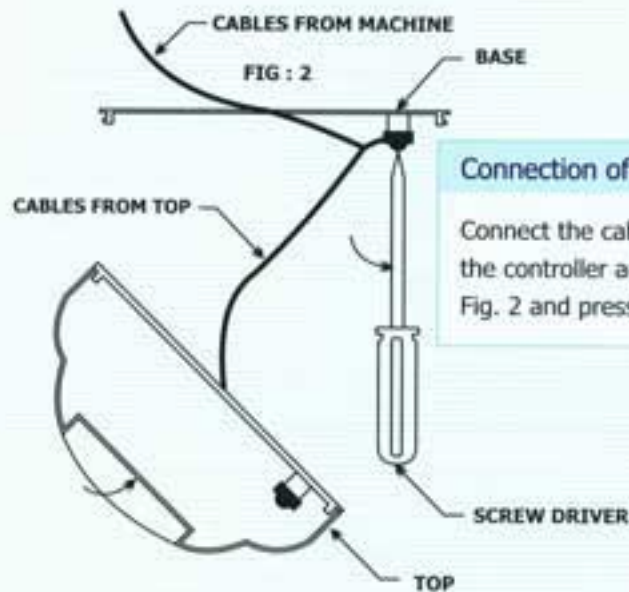 CABLES FROM MACHINE
FIG : 2
BASE
Connection of
CABLES FROM TOP
Connect the
the controller
Fig. 2 and press
SCREW DRIVER
TOP